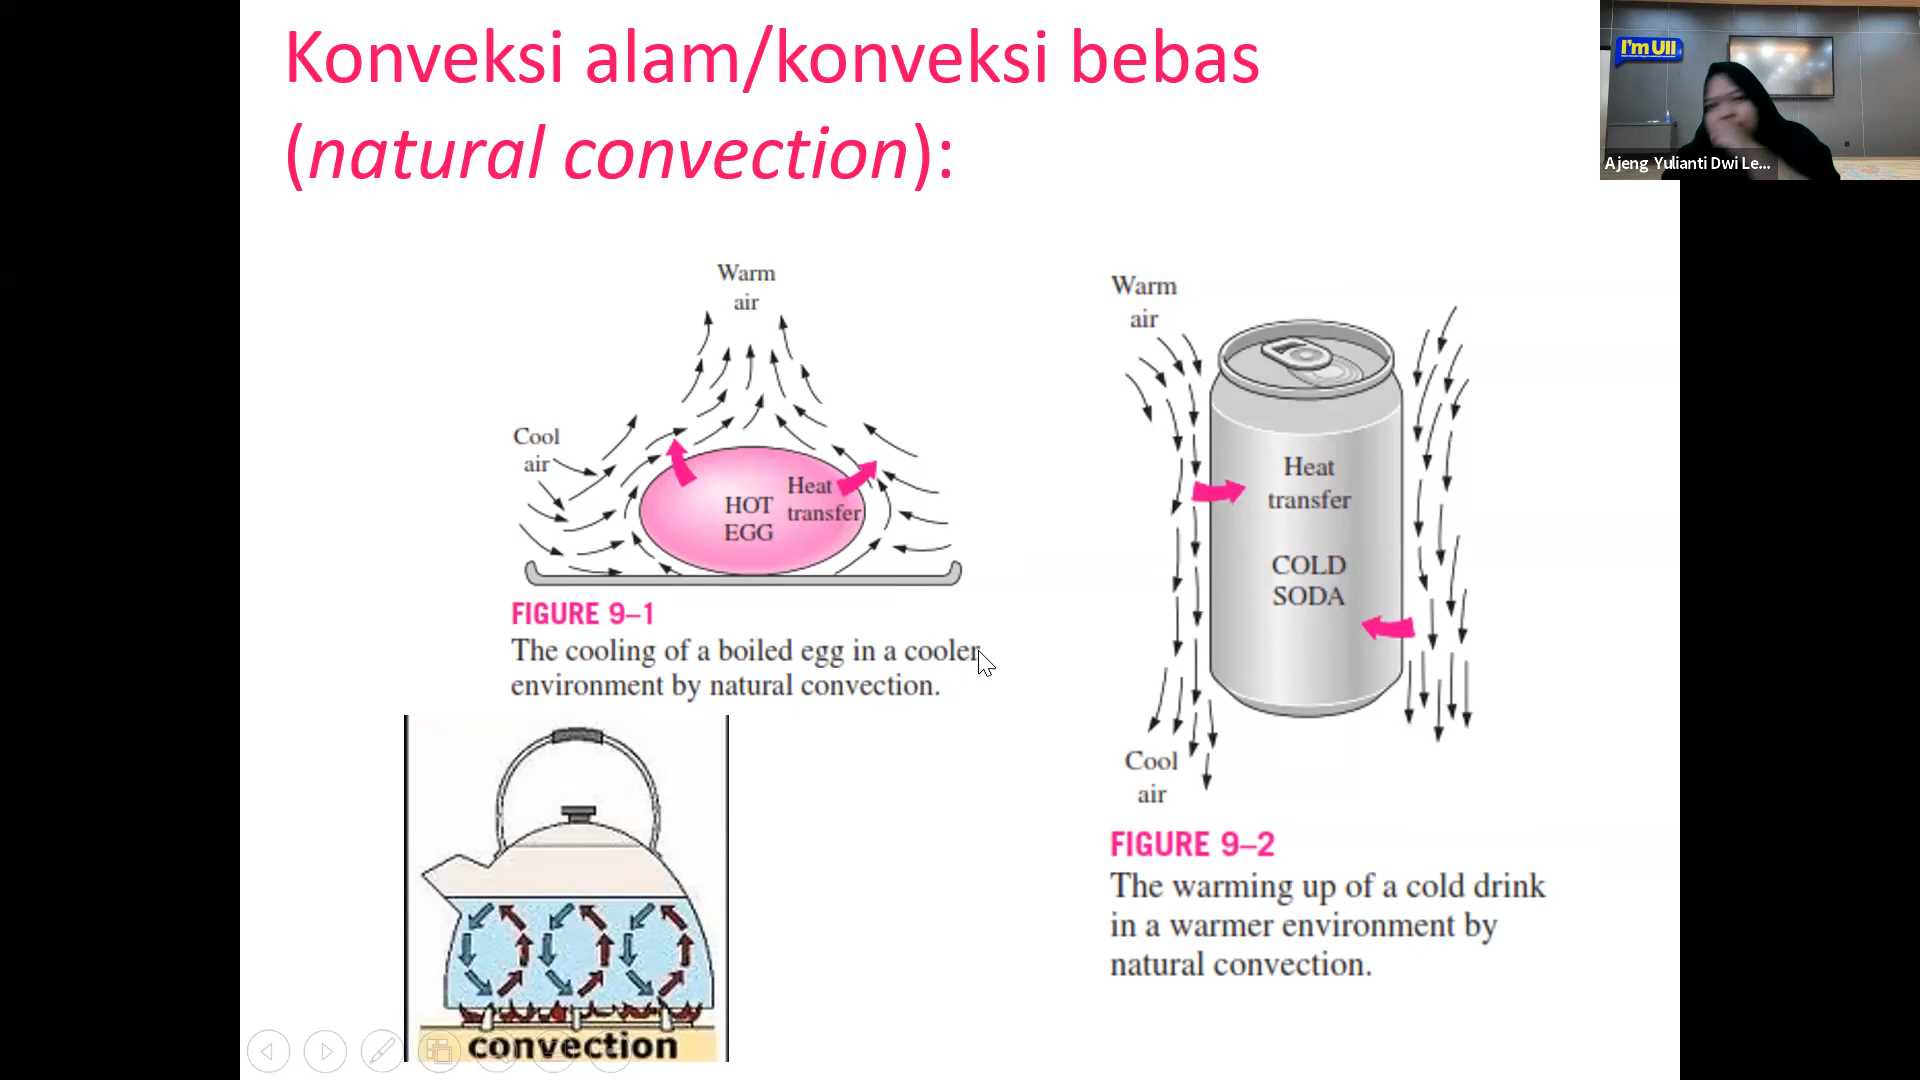 Konveksi alam/konveksi bebas
(natural convection):
I'm UII
Ajeng Yulianti Dwi Le...
Warm
air
Cool
air
HOT
EGG
Heat
transfer
FIGURE 9–1
The cooling of a boiled egg in a cooler
environment by natural convection.
convection
Warm
air
Heat
transfer
COLD
SODA
Cool
air
FIGURE 9–2
The warming up of a cold drink
in a warmer environment by
natural convection.